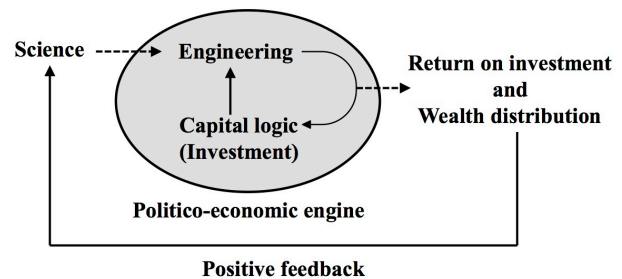 Science
Engineering
Return on investment
and
Wealth distribution
Capital logic
(Investment)
Politico-economic engine
Positive feedback